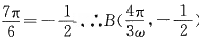 7π/6 = -1/2, ∴B(4π/3ω, -1/2)